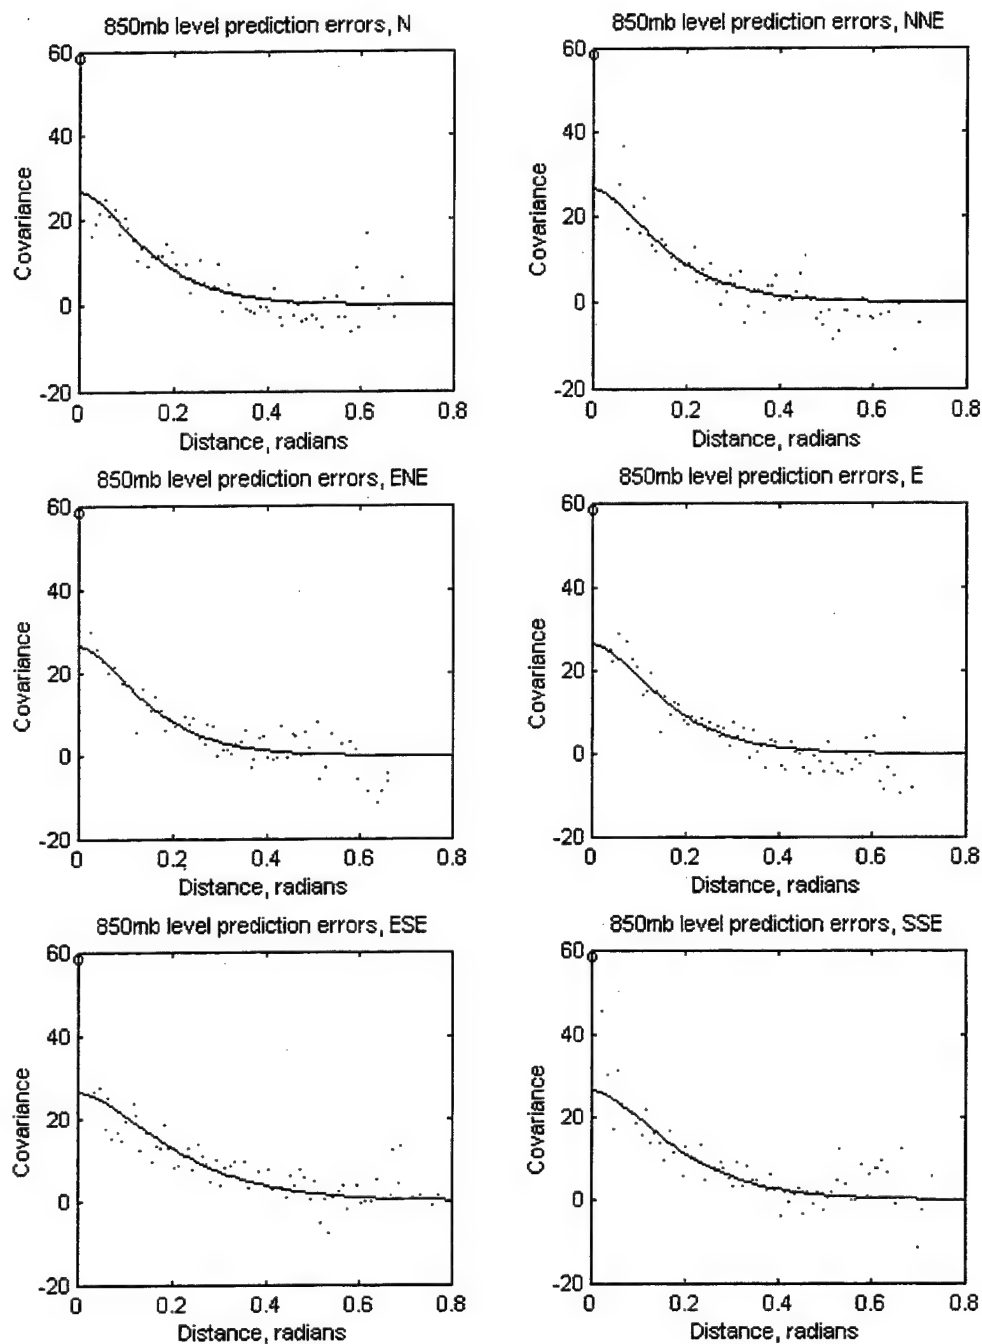 850mb level prediction errors, N
60
40
20
0
-20
Covariance
0 0.2 0.4 0.6 0.8
Distance, radians
850mb level prediction errors, NNE
60
40
20
0
-20
Covariance
0 0.2 0.4 0.6 0.8
Distance, radians
850mb level prediction errors, ENE
60
40
20
0
-20
Covariance
0 0.2 0.4 0.6 0.8
Distance, radians
850mb level prediction errors, E
60
40
20
0
-20
Covariance
0 0.2 0.4 0.6 0.8
Distance, radians
850mb level prediction errors, ESE
60
40
20
0
-20
Covariance
0 0.2 0.4 0.6 0.8
Distance, radians
850mb level prediction errors, SSE
60
40
20
0
-20
Covariance
0 0.2 0.4 0.6 0.8
Distance, radians